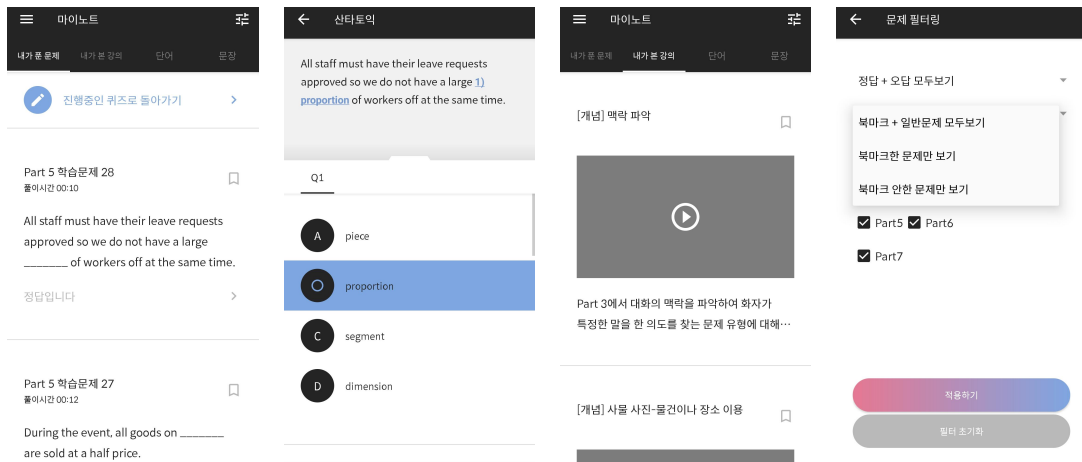 마이노트
내가 푼 문제
내가 본 강의
단어
문장
진행중인 퀴즈로 돌아가기
Part 5 학습문제 28
풀이시간 00:10
All staff must have their leave requests
approved so we do not have a large
_______ of workers off at the same time.
정답입니다
Part 5 학습문제 27
풀이시간 00:12
During the event, all goods on _______
are sold at a half price.
산타토익
All staff must have their leave requests
approved so we do not have a large 1)
proportion of workers off at the same time.
Q1
A piece
proportion
C segment
D dimension
마이노트
내가 푼 문제
내가 본 강의
단어
문장
[개념] 맥락 파악
Part 3에서 대화의 맥락을 파악하여 화자가
특정한 말을 한 의도를 찾는 문제 유형에 대해…
[개념] 사물 사진-물건이나 장소 이용
문제 필터링
정답 + 오답 모두보기
북마크 + 일반문제 모두보기
북마크한 문제만 보기
북마크 안한 문제만 보기
Part5 Part6
Part7
적용하기
필터 초기화